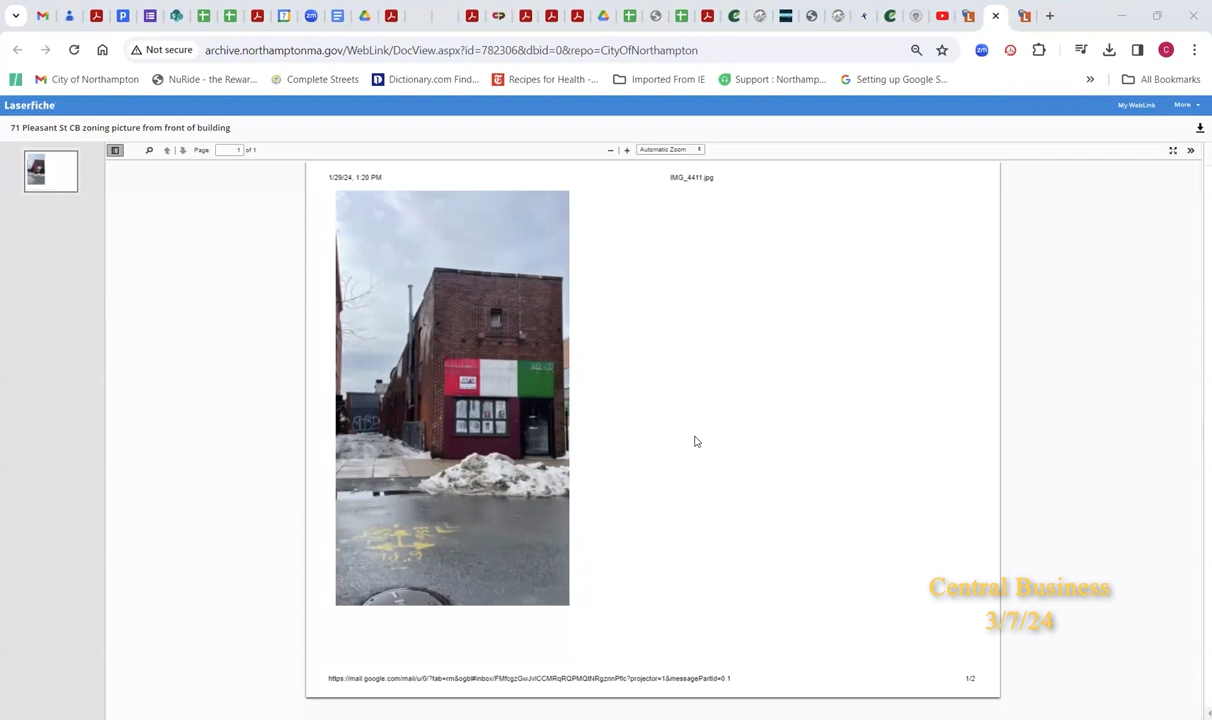 Not secure
archive.northamptonma.gov/WebLink/DocView.aspx?id=782306&dbid=0&repo=CityOfNorthampton
City of Northampton
NuRide - the Rewar...
Complete Streets
Dictionary.com Find...
Recipes for Health -...
Imported From IE
Support : Northamp...
Setting up Google S...
All Bookmarks
Laserfiche
My WebLink
More
71 Pleasant St CB zoning picture from front of building
Page:
1
of 1
Automatic Zoom
1/29/24, 1:20 PM
IMG_4411.jpg
Central Business
3/7/24
1/2